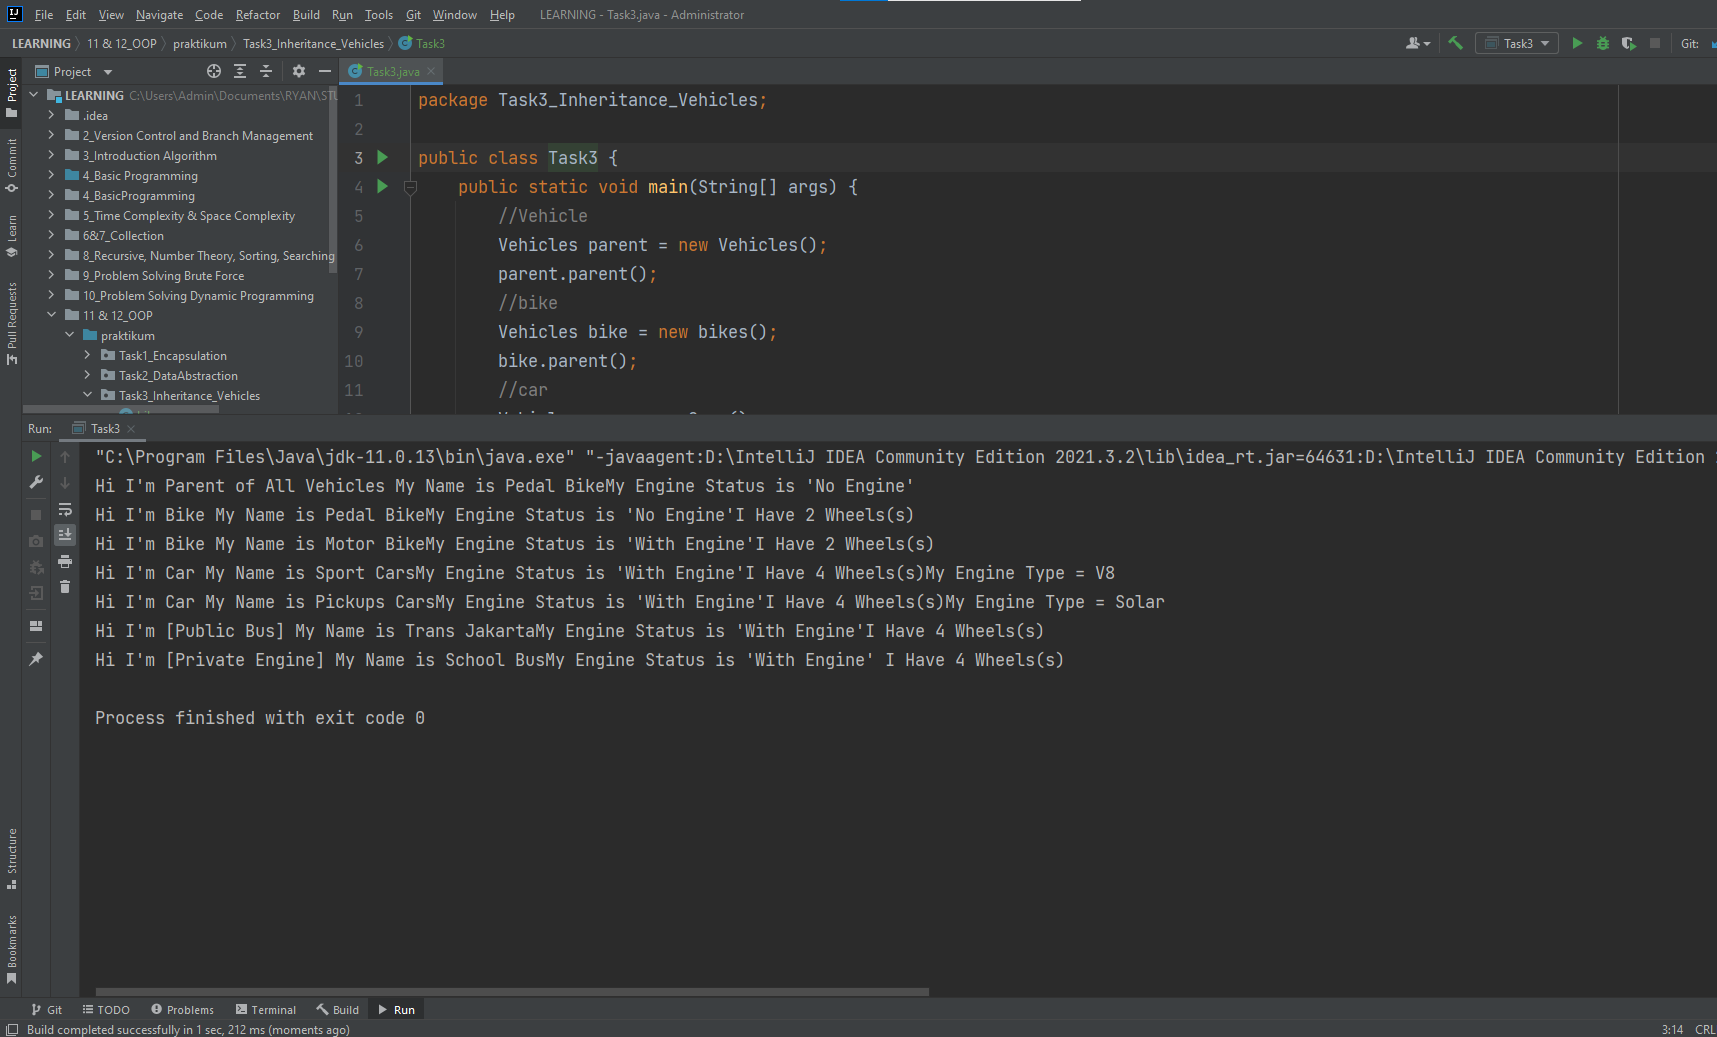 File Edit View Navigate Code Refactor Build Run Tools Git Window Help LEARNING - Task3.java - Administrator
LEARNING 11 & 12_OOP praktikum Task3_Inheritance_Vehicles Task3
Task3 Git:
Project
Task3.java
Project
Commit
Learn
Pull Requests
LEARNING C:\Users\Admin\Documents\RYAN\STU
.idea
2_Version Control and Branch Management
3_Introduction Algorithm
4_Basic Programming
4_BasicProgramming
5_Time Complexity & Space Complexity
6&7_Collection
8_Recursive, Number Theory, Sorting, Searching
9_Problem Solving Brute Force
10_Problem Solving Dynamic Programming
11 & 12_OOP
praktikum
Task1_Encapsulation
Task2_DataAbstraction
Task3_Inheritance_Vehicles
1 package Task3_Inheritance_Vehicles;
2
3 public class Task3 {
4 public static void main(String[] args) {
5 //Vehicle
6 Vehicles parent = new Vehicles();
7 parent.parent();
8 //bike
9 Vehicles bike = new bikes();
10 bike.parent();
11 //car
Run: Task3
"C:\Program Files\Java\jdk-11.0.13\bin\java.exe" "-javaagent:D:\IntelliJ IDEA Community Edition 2021.3.2\lib\idea_rt.jar=64631:D:\IntelliJ IDEA Community Edition
Hi I'm Parent of All Vehicles My Name is Pedal BikeMy Engine Status is 'No Engine'
Hi I'm Bike My Name is Pedal BikeMy Engine Status is 'No Engine'I Have 2 Wheels(s)
Hi I'm Bike My Name is Motor BikeMy Engine Status is 'With Engine'I Have 2 Wheels(s)
Hi I'm Car My Name is Sport CarsMy Engine Status is 'With Engine'I Have 4 Wheels(s)My Engine Type = V8
Hi I'm Car My Name is Pickups CarsMy Engine Status is 'With Engine'I Have 4 Wheels(s)My Engine Type = Solar
Hi I'm [Public Bus] My Name is Trans JakartaMy Engine Status is 'With Engine'I Have 4 Wheels(s)
Hi I'm [Private Engine] My Name is School BusMy Engine Status is 'With Engine' I Have 4 Wheels(s)
Process finished with exit code 0
Structure
Bookmarks
Git TODO Problems Terminal Build Run
Build completed successfully in 1 sec, 212 ms (moments ago)
3:14 CRL